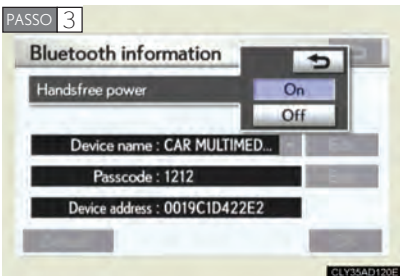 PASSO 3
Bluetooth information
Handsfree power
On
Off
Device name : CAR MULTIMED...
Passcode : 1212
Device address : 0019C1D422E2
CLY35AD120E